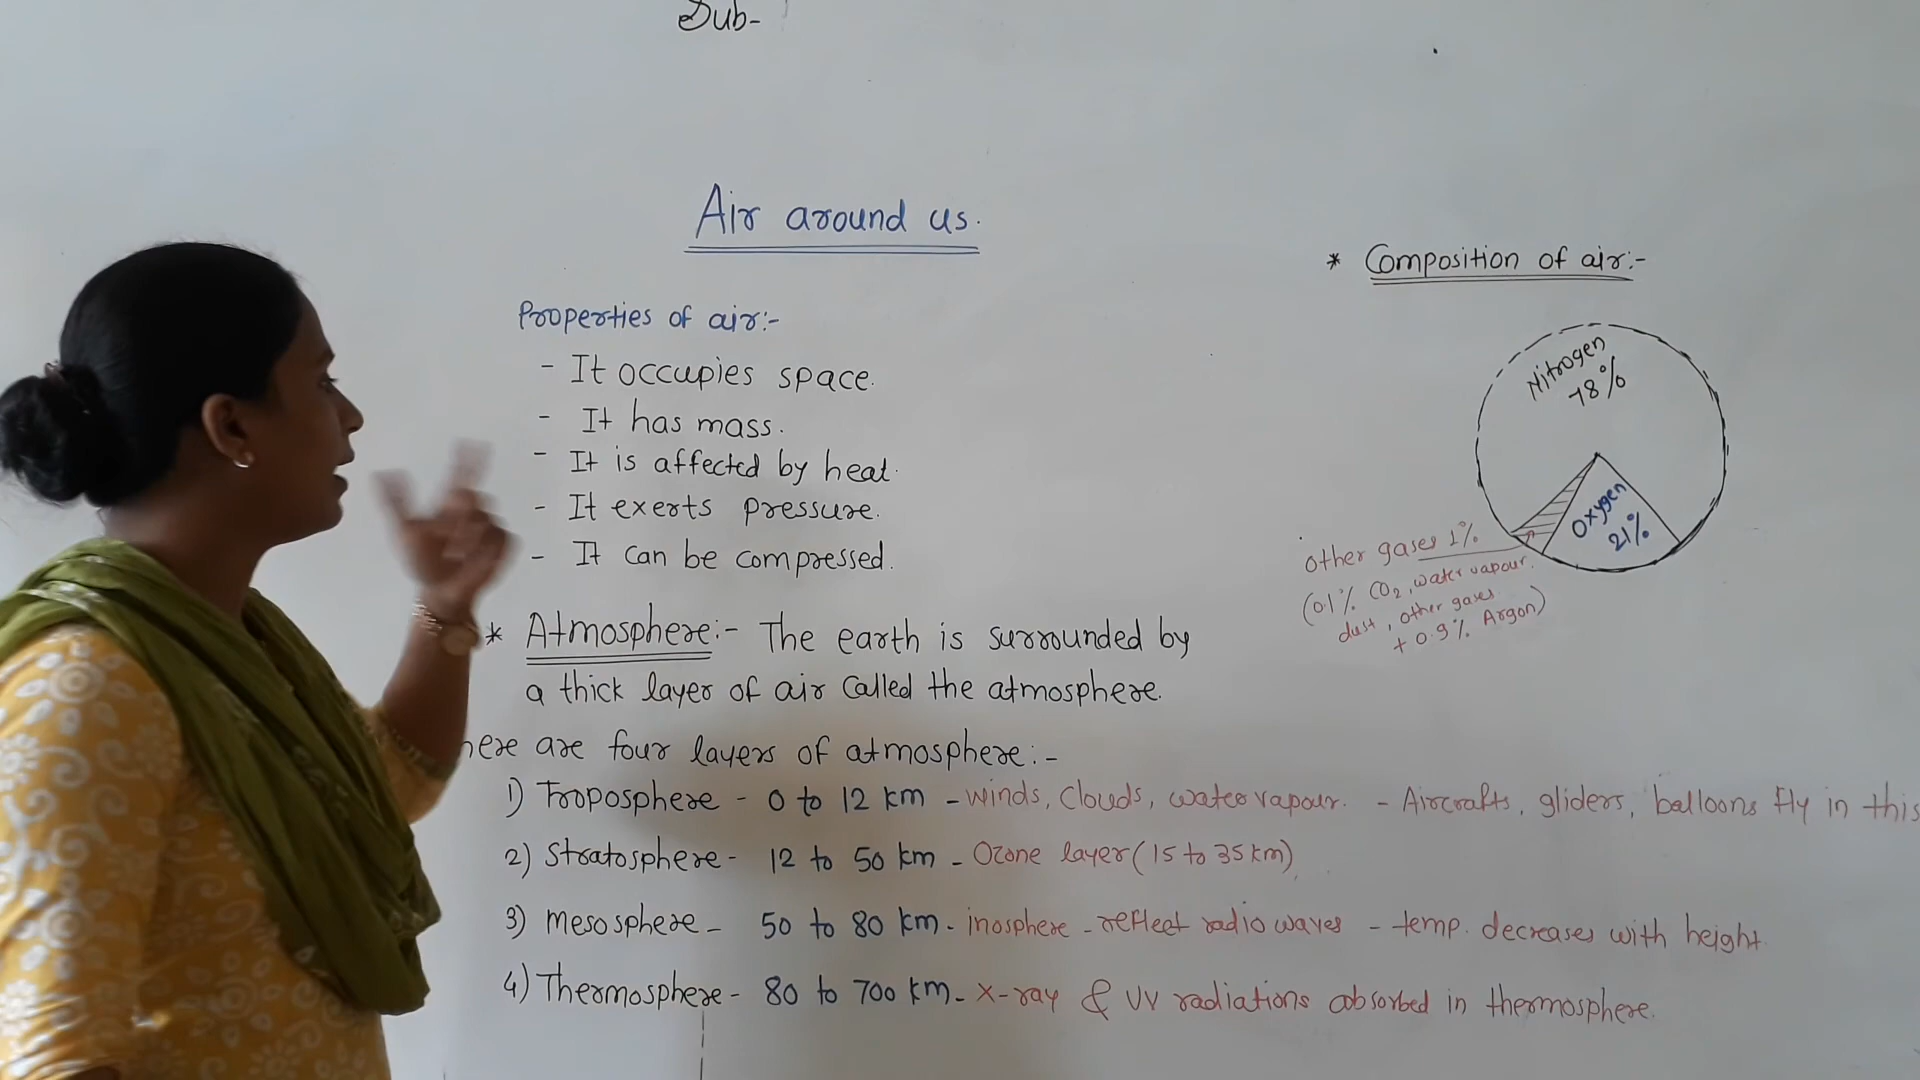 Sub-
Air around us.
Properties of air:-
- It occupies space.
- It has mass.
- It is affected by heat.
- It exerts pressure.
- It can be compressed.
* Atmosphere:- The earth is surrounded by
a thick layer of air called the atmosphere.
here are four layers of atmosphere:-
1) Troposphere - 0 to 12 km - winds, clouds, water vapour. - Aircrafts, gliders, balloons fly in this
2) Stratosphere - 12 to 50 km - Ozone layer (15 to 35 km)
3) Mesosphere - 50 to 80 km - inosphere - reflect radio waves - temp. decreases with height
4) Thermosphere - 80 to 700 km - X-ray & UV radiations absorbed in thermosphere.
* Composition of air:-
Nitrogen
78%
Oxygen
21%
other gases 1%
(0.1% CO2, water vapour.
dust, other gases
+ 0.9% Argon)